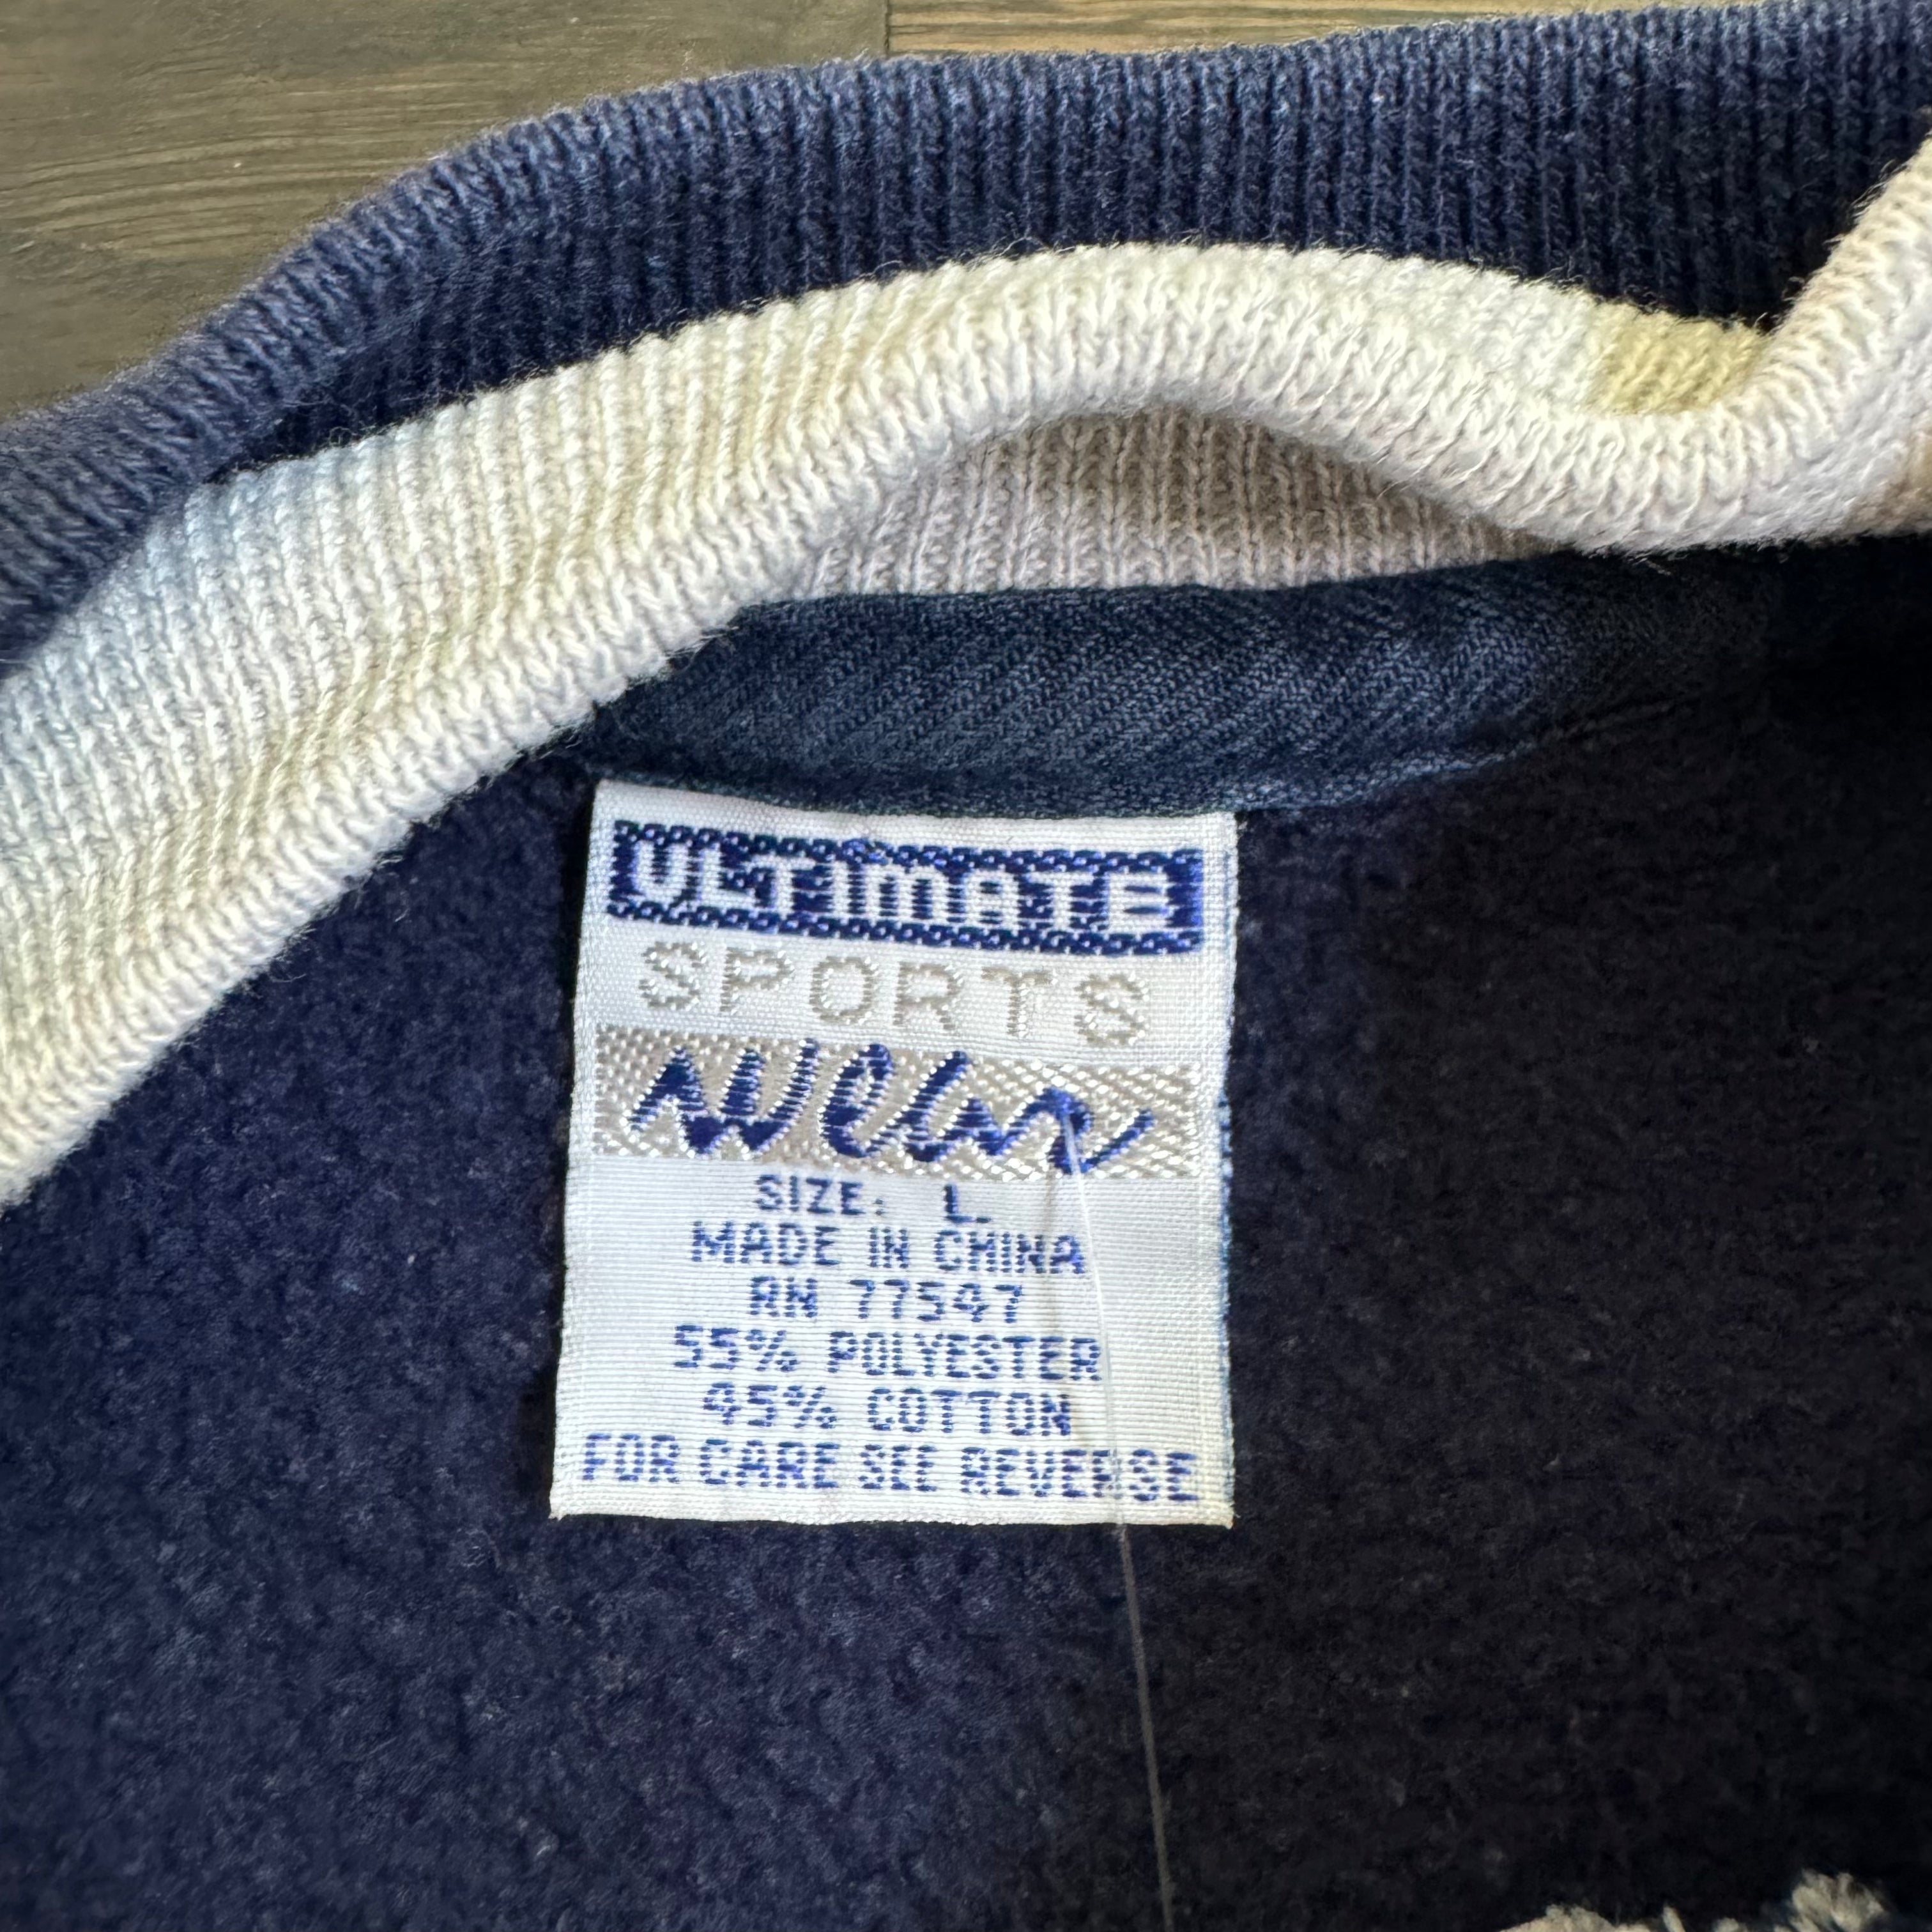 ULTIMATE
SPORTS
Wear
SIZE: L.
MADE IN CHINA
RN 77547
55% POLYESTER
45% COTTON
FOR CARE SEE REVERSE